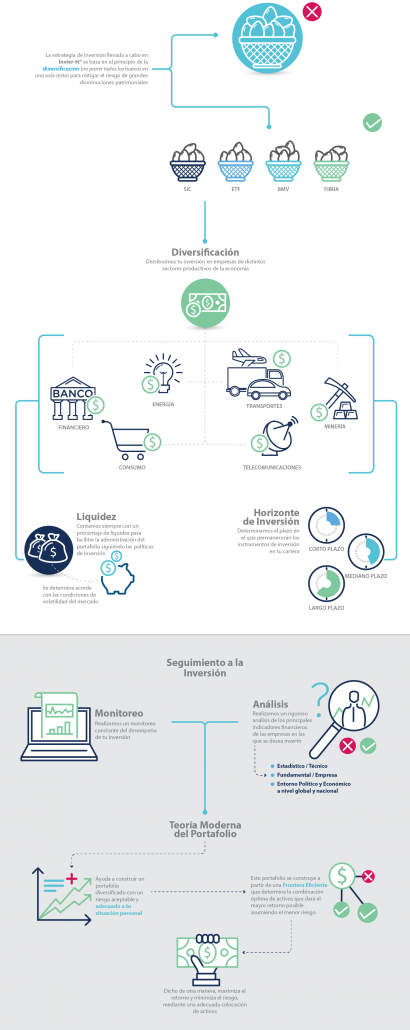 La estrategia de inversión llevada a cabo en
Invier-tt® se basa en el principio de la
diversificación (no poner todos los huevos en
una sola cesta) para mitigar el riesgo de grandes
disminuciones patrimoniales
SIC
ETF
BMV
FIBRA
Diversificación
Distribuimos tu inversión en empresas de distintos
sectores productivos de la economía
BANCO
FINANCIERO
ENERGÍA
TRANSPORTES
MINERÍA
CONSUMO
TELECOMUNICACIONES
Liquidez
Contamos siempre con un
porcentaje de liquidez para
facilitar la administración del
portafolio siguiendo las políticas
de inversión
Se determina acorde
con las condiciones de
volatilidad del mercado
Horizonte
de Inversión
Determinamos el plazo en
el que permanecerán los
instrumentos de inversión
en tu cartera
CORTO PLAZO
MEDIANO PLAZO
LARGO PLAZO
Seguimiento a la
Inversión
Monitoreo
Realizamos un monitoreo
constante del desempeño
de tu inversión
Análisis
Realizamos un riguroso
análisis de los principales
indicadores financieros
de las empresas en las
que se desea invertir
Estadístico / Técnico
Fundamental / Empresa
Entorno Político y Económico
a nivel global y nacional
Teoría Moderna
del Portafolio
Ayuda a construir un
portafolio
diversificado con un
riesgo aceptable y
adecuado a tu
situación personal
Este portafolio se construye a
partir de una Frontera Eficiente
que determina la combinación
óptima de activos que dará el
mayor retorno posible
asumiendo el menor riesgo
Dicho de otra manera, maximiza el
retorno y minimiza el riesgo,
mediante una adecuada colocación
de activos